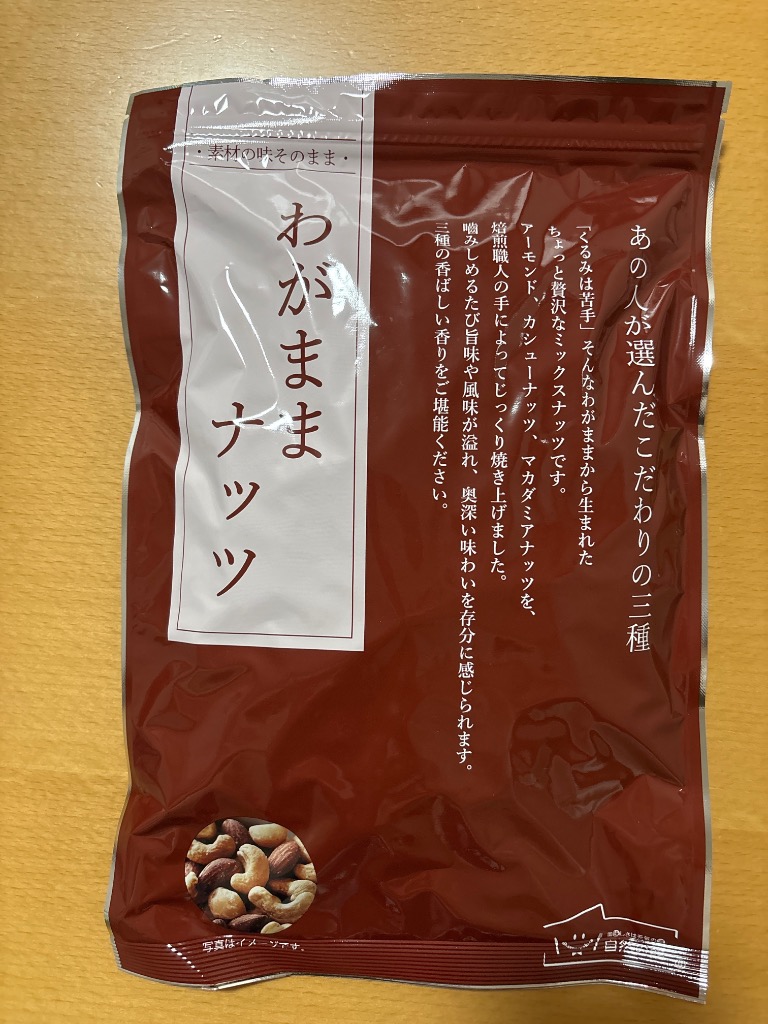 ・素材の味そのまま・
わがまま
ナッツ
あの人が選んだこだわりの三種
「くるみは苦手」そんなわがままから生まれた
ちょっと贅沢なミックスナッツです。
アーモンド、カシューナッツ、マカダミアナッツを、
焙煎職人の手によってじっくり焼き上げました。
噛みしめるたび旨味や風味が溢れ、奥深い味わいを存分に感じられます。
三種の香ばしい香りをご堪能ください。
写真はイメージです。
自然